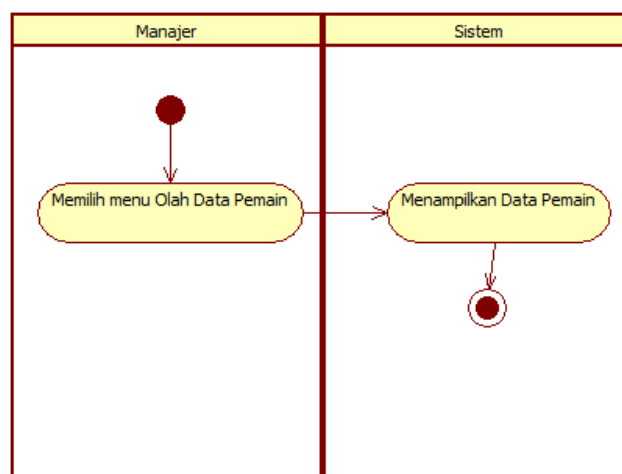 Manajer
Sistem
Memilih menu Olah Data Pemain
Menampilkan Data Pemain